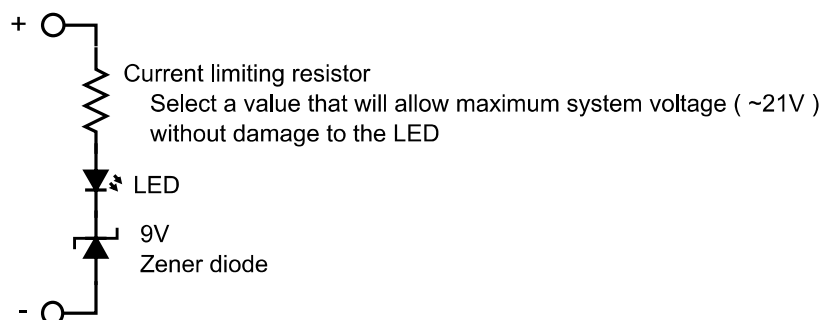 +
Current limiting resistor
Select a value that will allow maximum system voltage ( ~21V )
without damage to the LED
LED
9V
Zener diode
-